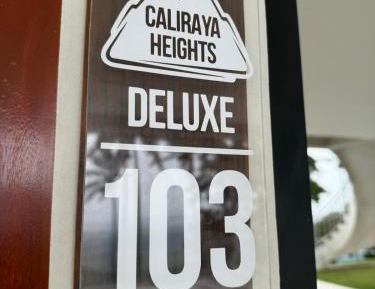 CALIRAYA
HEIGHTS
DELUXE
103